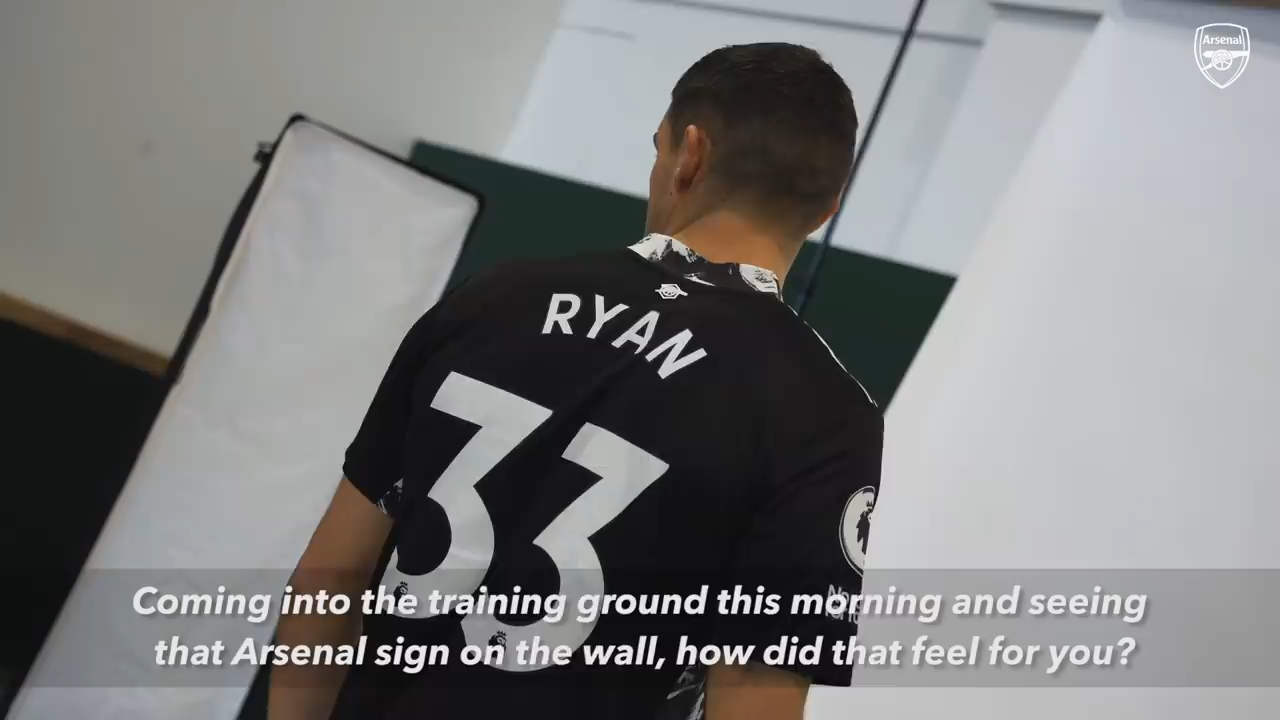 Arsenal
RYAN
33
Coming into the training ground this morning and seeing
that Arsenal sign on the wall, how did that feel for you?